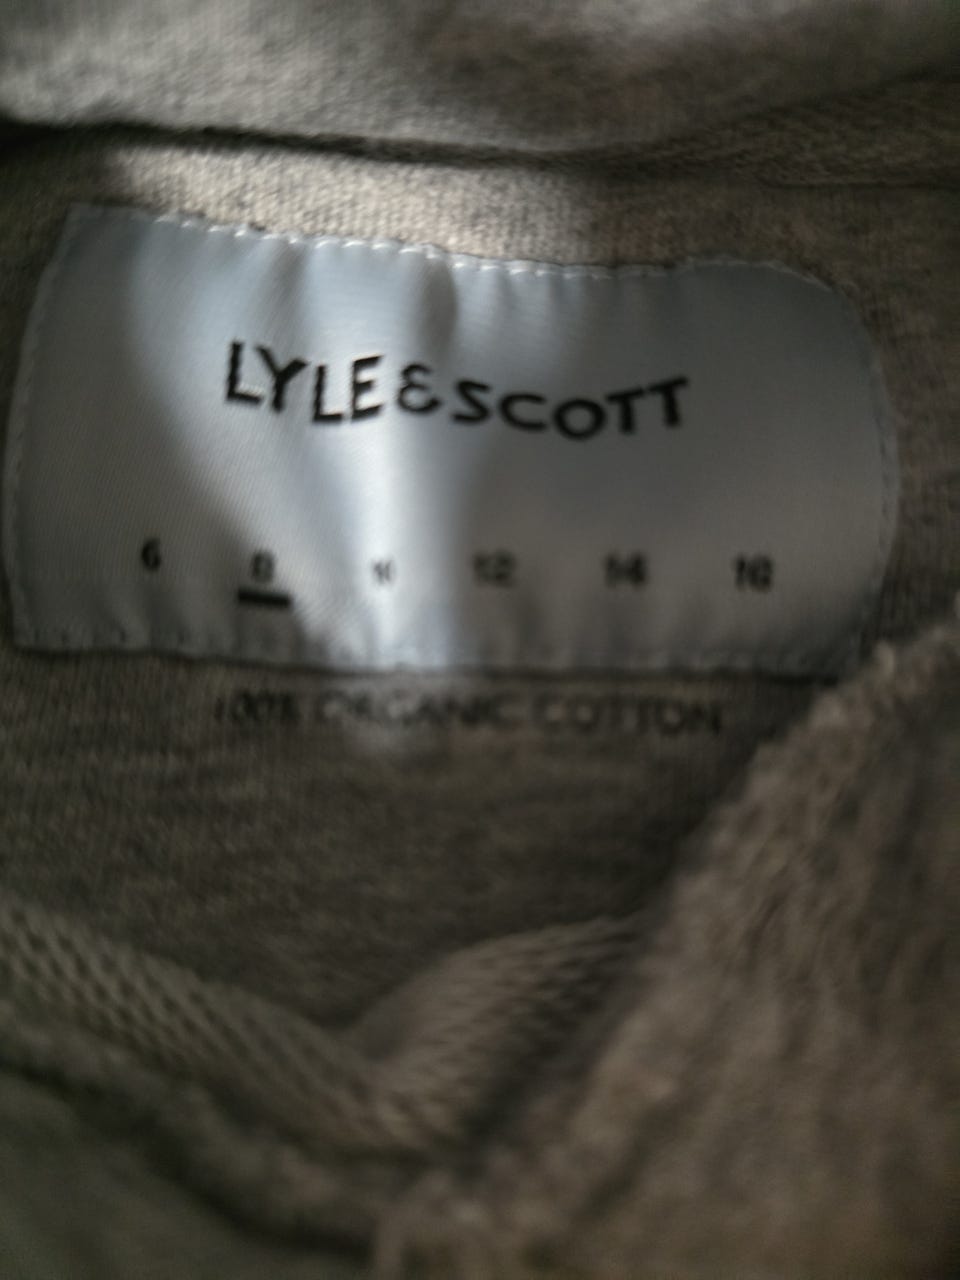 LYLE & SCOTT
6 8 10 12 14 16
100% ORGANIC COTTON